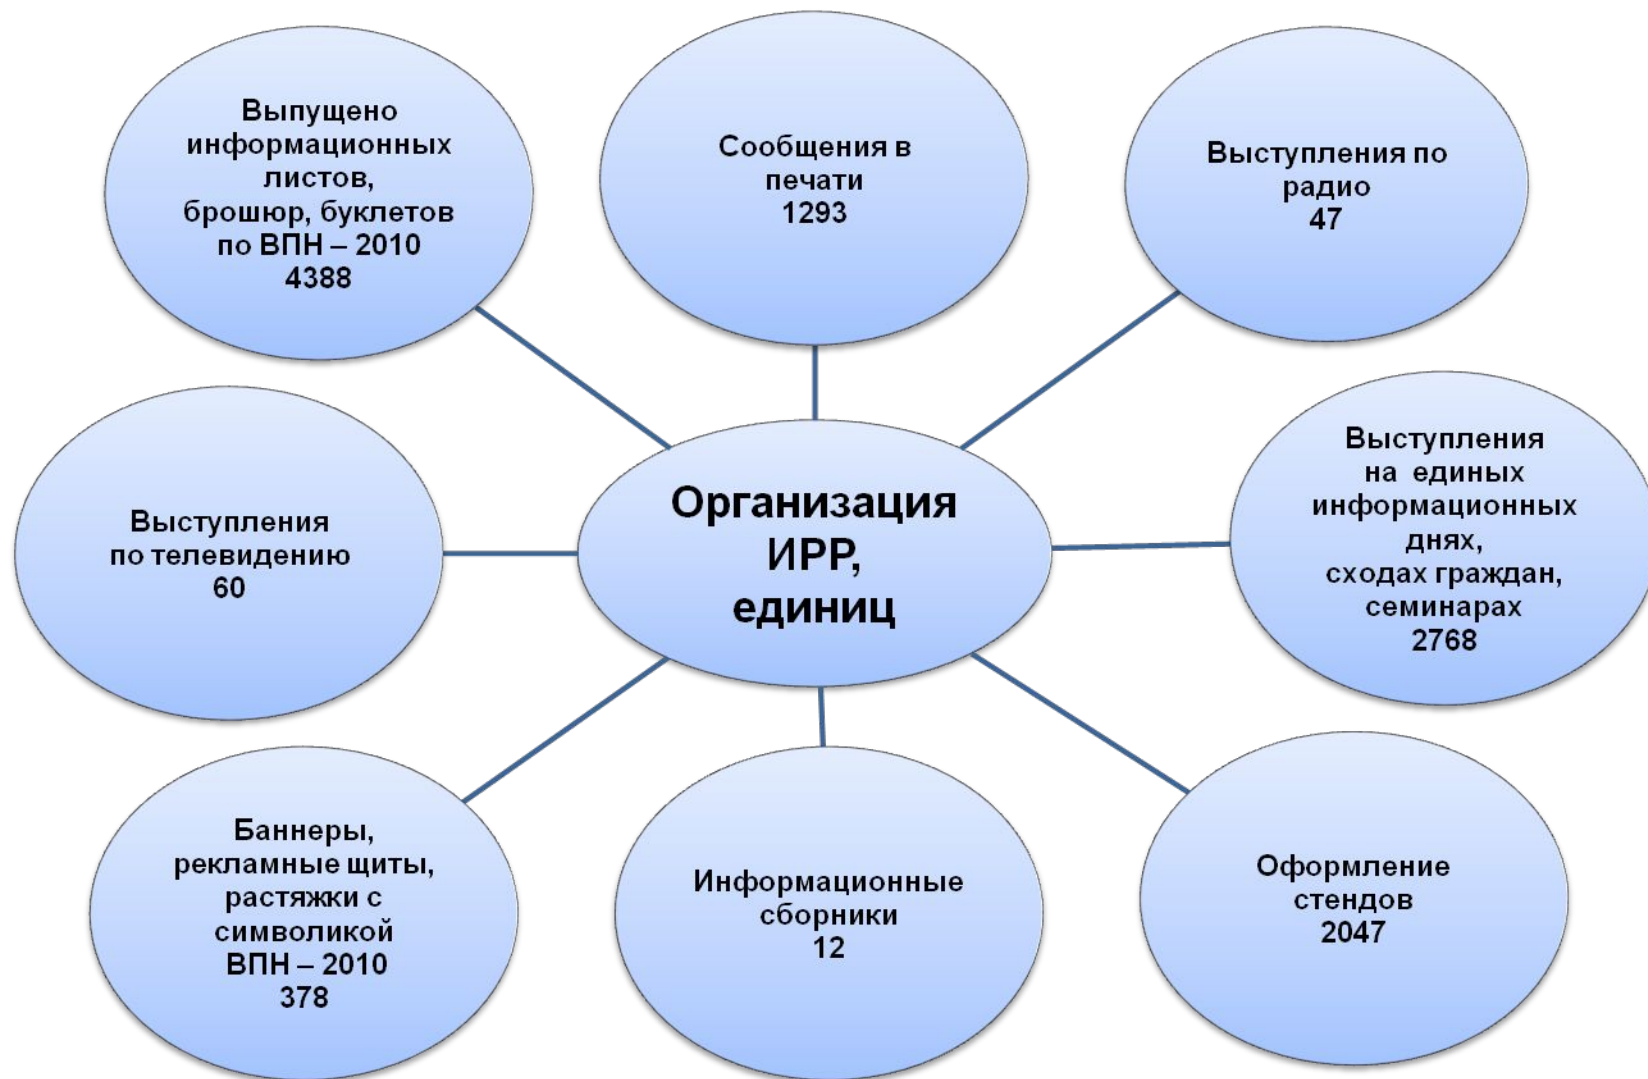 Выпущено
информационных
листов,
брошюр, буклетов
по ВПН – 2010
4388
Сообщения в
печати
1293
Выступления по
радио
47
Выступления
по телевидению
60
Организация
ИРР,
единиц
Выступления
на единых
информационных
днях,
сходах граждан,
семинарах
2768
Баннеры,
рекламные щиты,
растяжки с
символикой
ВПН – 2010
378
Информационные
сборники
12
Оформление
стендов
2047